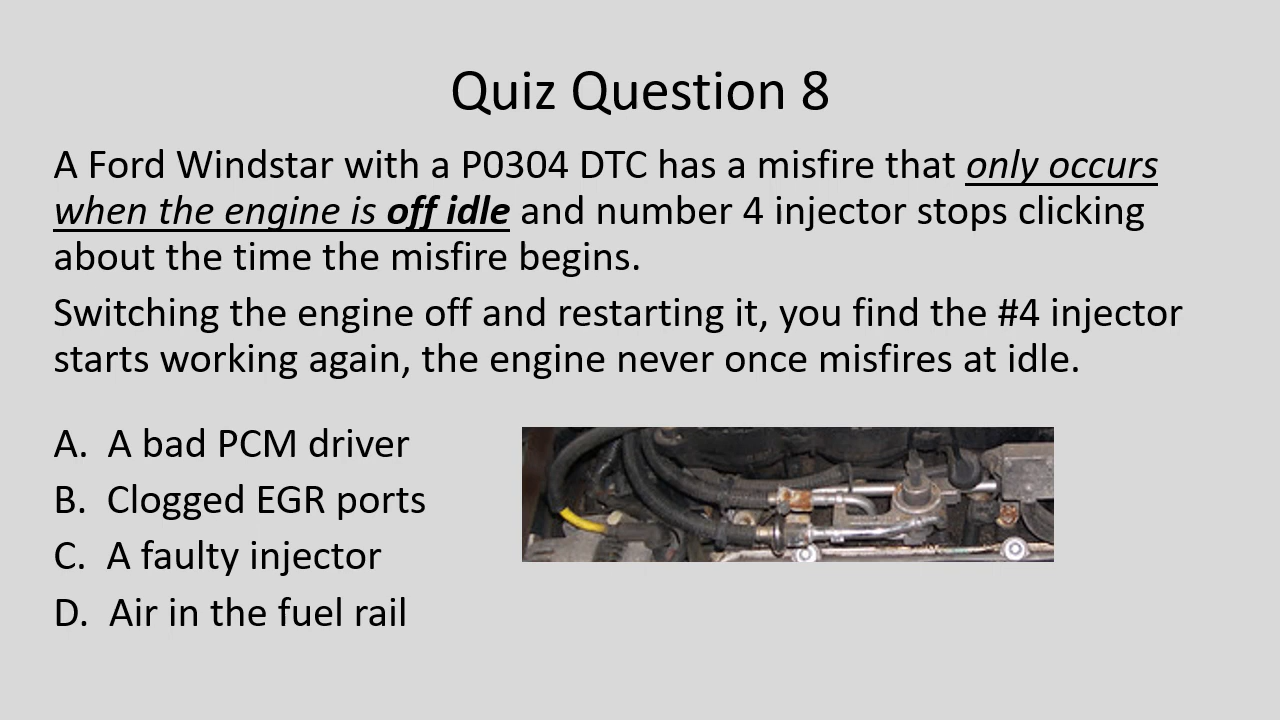 Quiz Question 8
A Ford Windstar with a P0304 DTC has a misfire that only occurs
when the engine is off idle and number 4 injector stops clicking
about the time the misfire begins.
Switching the engine off and restarting it, you find the #4 injector
starts working again, the engine never once misfires at idle.
A. A bad PCM driver
B. Clogged EGR ports
C. A faulty injector
D. Air in the fuel rail